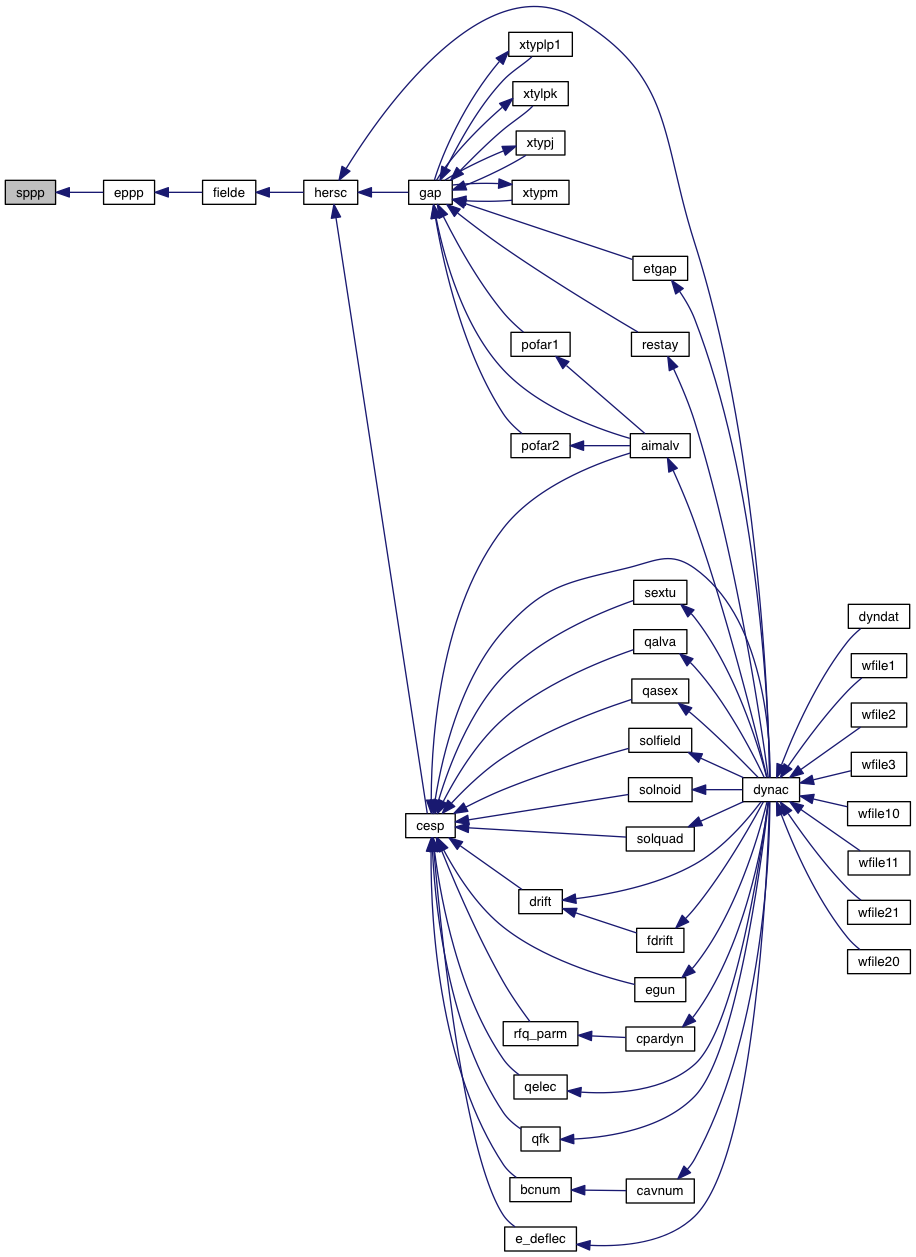 xtyplp1
xtylpk
xtypj
sppp
eppp
fielde
hersc
gap
xtypm
etgap
pofar1
restay
pofar2
aimalv
sextu
dyndat
qalva
wfile1
qasex
wfile2
solfield
wfile3
solnoid
dynac
wfile10
cesp
solquad
wfile11
drift
wfile21
fdrift
wfile20
egun
rfq_parm
cpardyn
qelec
qfk
bcnum
cavnum
e_deflec